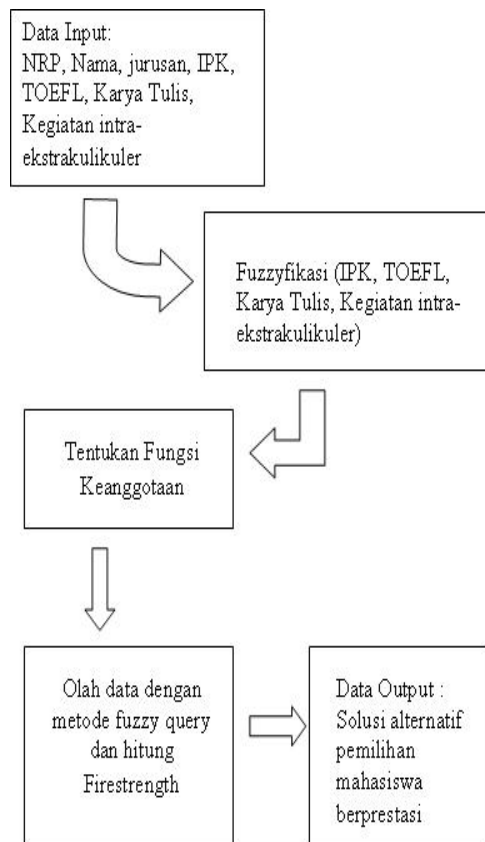 Data Input:
NRP, Nama, jurusan, IPK,
TOEFL, Karya Tulis,
Kegiatan intra-
ekstrakulikuler
Fuzzyfikasi (IPK, TOEFL,
Karya Tulis, Kegiatan intra-
ekstrakulikuler)
Tentukan Fungsi
Keanggotaan
Olah data dengan
metode fuzzy query
dan hitung
Firestrength
Data Output :
Solusi alternatif
pemilihan
mahasiswa
berprestasi